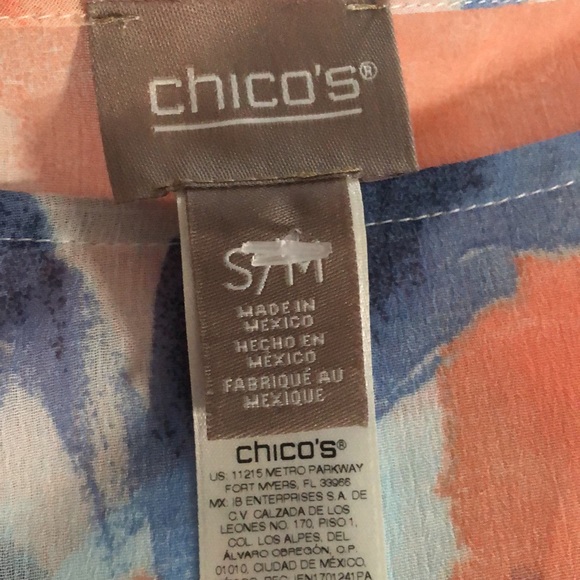 chico's®
S/M
MADE IN
MEXICO
HECHO EN
MÉXICO
FABRIQUÉ AU
MEXIQUE
chico's®
US: 11215 METRO PARKWAY
FORT MYERS, FL 33966
MX: IB ENTERPRISES S.A. DE
C.V. CALZADA DE LOS
LEONES NO. 170, PISO 1,
COL. LOS ALPES, DEL.
ÁLVARO OBREGÓN, C.P.
01010, CIUDAD DE MÉXICO,